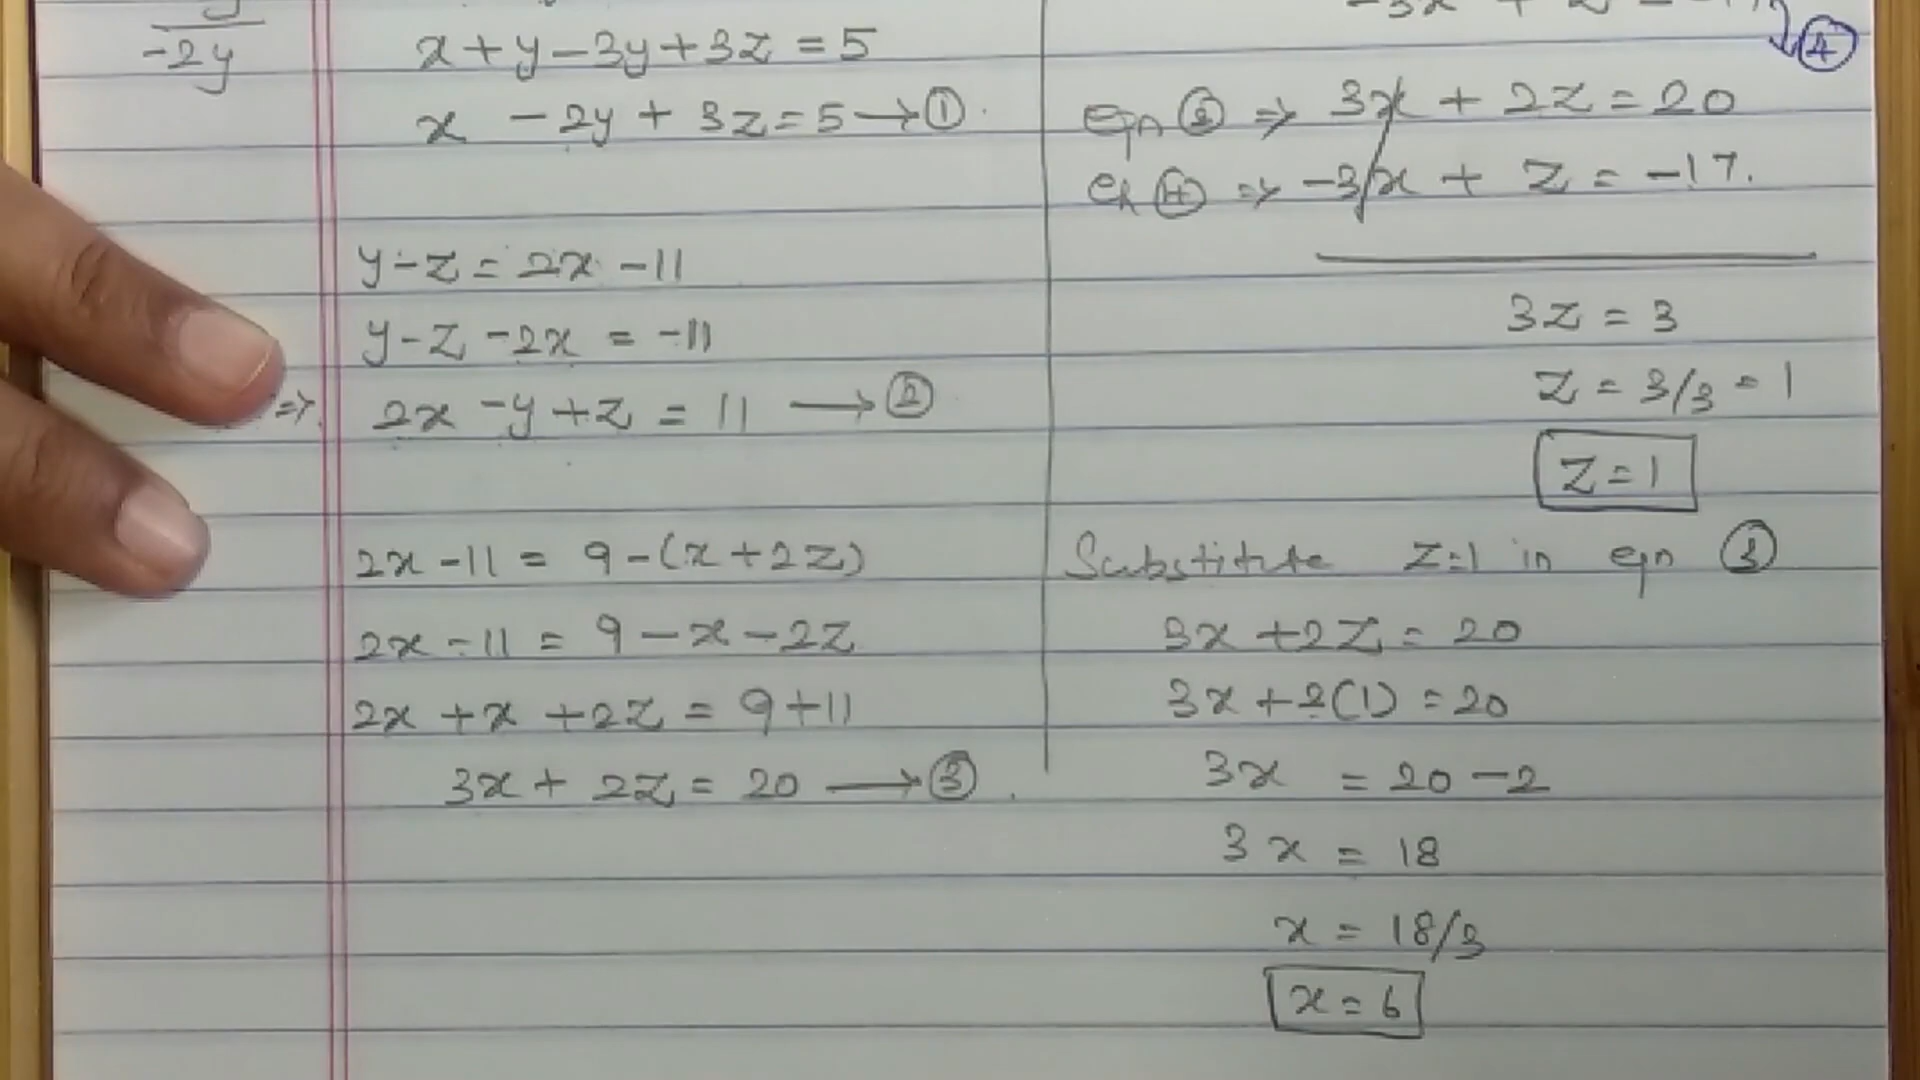 -2y
x + y - 3y + 3z = 5
x - 2y + 3z = 5 → ①
y - z = 2x - 11
y - z - 2x = -11
⇒ 2x - y + z = 11 → ②
2x - 11 = 9 - (x + 2z)
2x - 11 = 9 - x - 2z
2x + x + 2z = 9 + 11
3x + 2z = 20 → ③
④
eqn ③ ⇒ 3x + 2z = 20
④ ⇒ -3x + z = -17.
3z = 3
z = 3/3 = 1
z = 1
Substitute z=1 in eqn ③
3x + 2z = 20
3x + 2(1) = 20
3x = 20 - 2
3x = 18
x = 18/3
x = 6